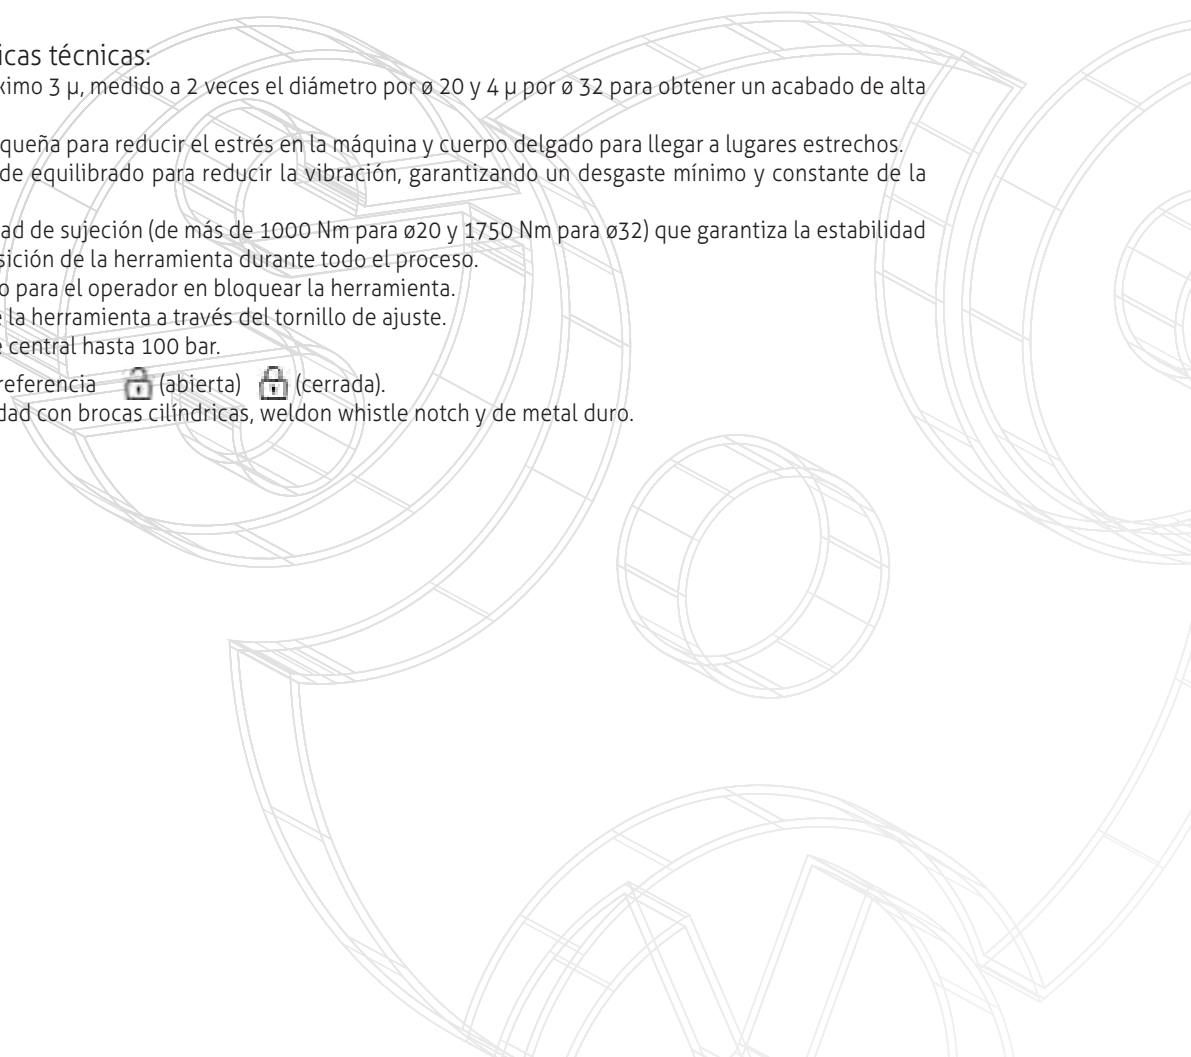 icas técnicas:
ximo 3 µ, medido a 2 veces el diámetro por ø 20 y 4 µ por ø 32 para obtener un acabado de alta
queña para reducir el estrés en la máquina y cuerpo delgado para llegar a lugares estrechos.
de equilibrado para reducir la vibración, garantizando un desgaste mínimo y constante de la
ad de sujeción (de más de 1000 Nm para ø20 y 1750 Nm para ø32) que garantiza la estabilidad
sición de la herramienta durante todo el proceso.
o para el operador en bloquear la herramienta.
e la herramienta a través del tornillo de ajuste.
e central hasta 100 bar.
referencia (abierta) (cerrada).
dad con brocas cilíndricas, weldon whistle notch y de metal duro.